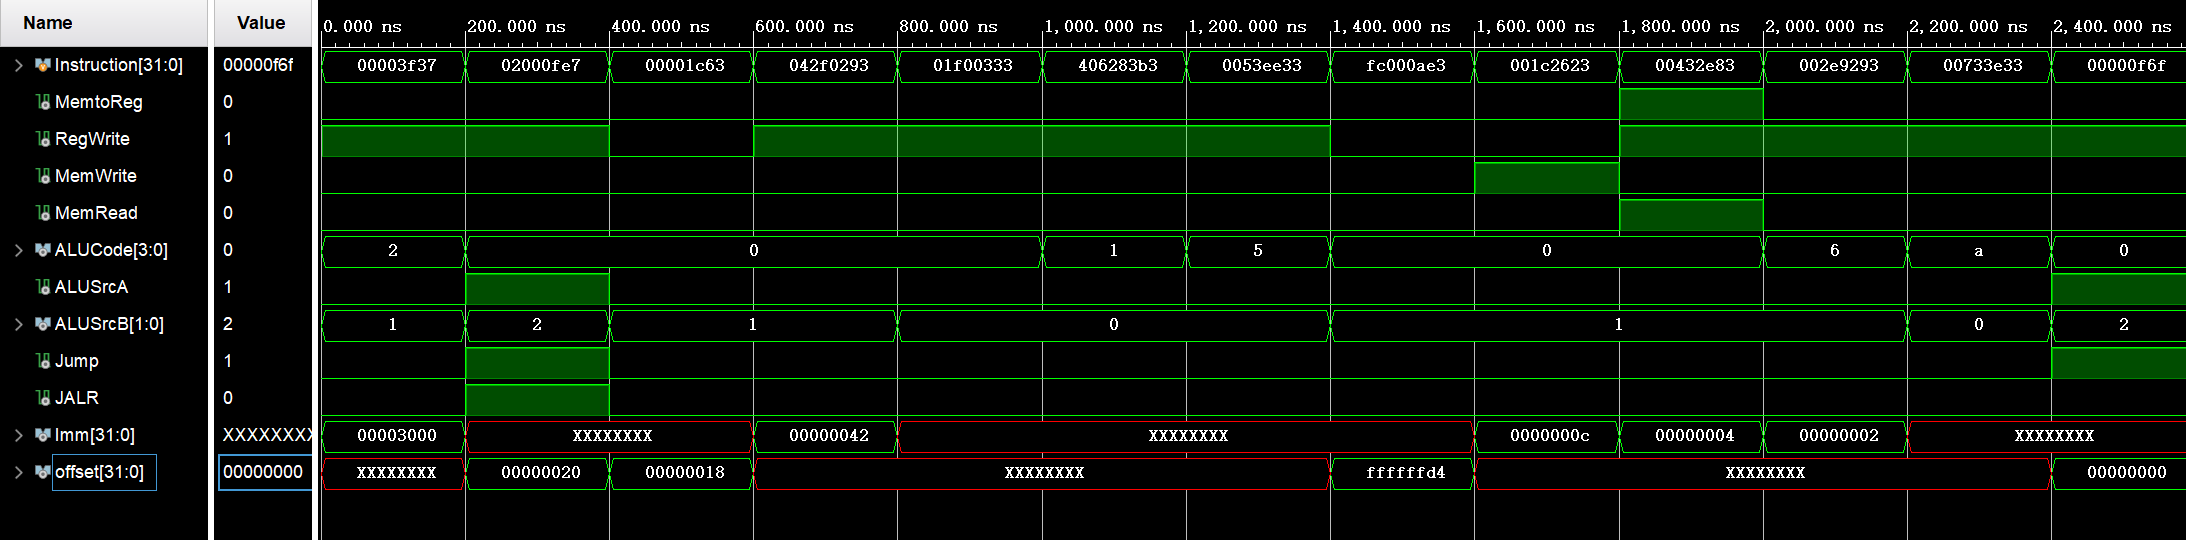 Name Value 0.000 ns 200.000 ns 400.000 ns 600.000 ns 800.000 ns 1,000.000 ns 1,200.000 ns 1,400.000 ns 1,600.000 ns 1,800.000 ns 2,000.000 ns 2,200.000 ns 2,400.000 ns
Instruction[31:0] 00000f6f 00003f37 02000fe7 00001c63 042f0293 01f00333 406283b3 0053ee33 fc000ae3 001c2623 00432e83 002e9293 00733e33 00000f6f
MemtoReg 0
RegWrite 1
MemWrite 0
MemRead 0
ALUCode[3:0] 0 2 0 1 5 0 6 a 0
ALUSrcA 1
ALUSrcB[1:0] 2 1 2 1 0 1 0 2
Jump 1
JALR 0
Imm[31:0] XXXXXXXX 00003000 XXXXXXXX 00000042 XXXXXXXX 0000000c 00000004 00000002 XXXXXXXX
offset[31:0] 00000000 XXXXXXXX 00000020 00000018 XXXXXXXX ffffffd4 XXXXXXXX 00000000